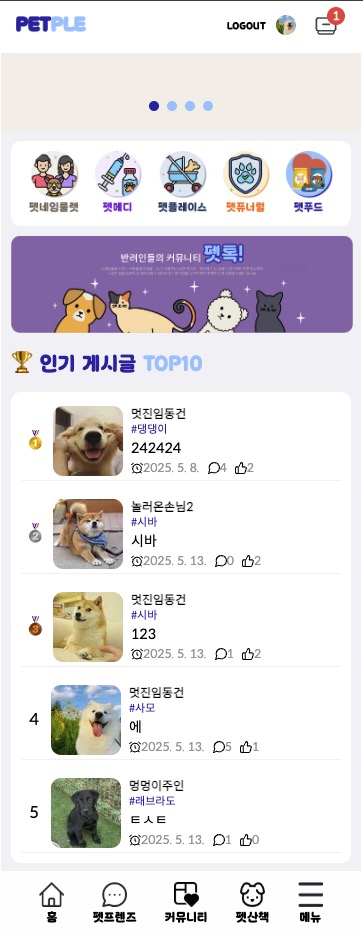 PETPLE
LOGOUT
1
펫네임룰렛 펫메디 펫플레이스 펫퓨너럴 펫푸드
반려인들의 커뮤니티 펫톡!
인기 게시글 TOP10
1
멋진임동건
#댕댕이
242424
2025. 5. 8. 4 2
2
놀러온손님2
#시바
시바
2025. 5. 13. 0 2
3
멋진임동건
#시바
123
2025. 5. 13. 1 2
4
멋진임동건
#사모
에
2025. 5. 13. 5 1
5
멍멍이주인
#래브라도
ㅌㅅㅌ
2025. 5. 13. 1 0
홈 펫프렌즈 커뮤니티 펫산책 메뉴